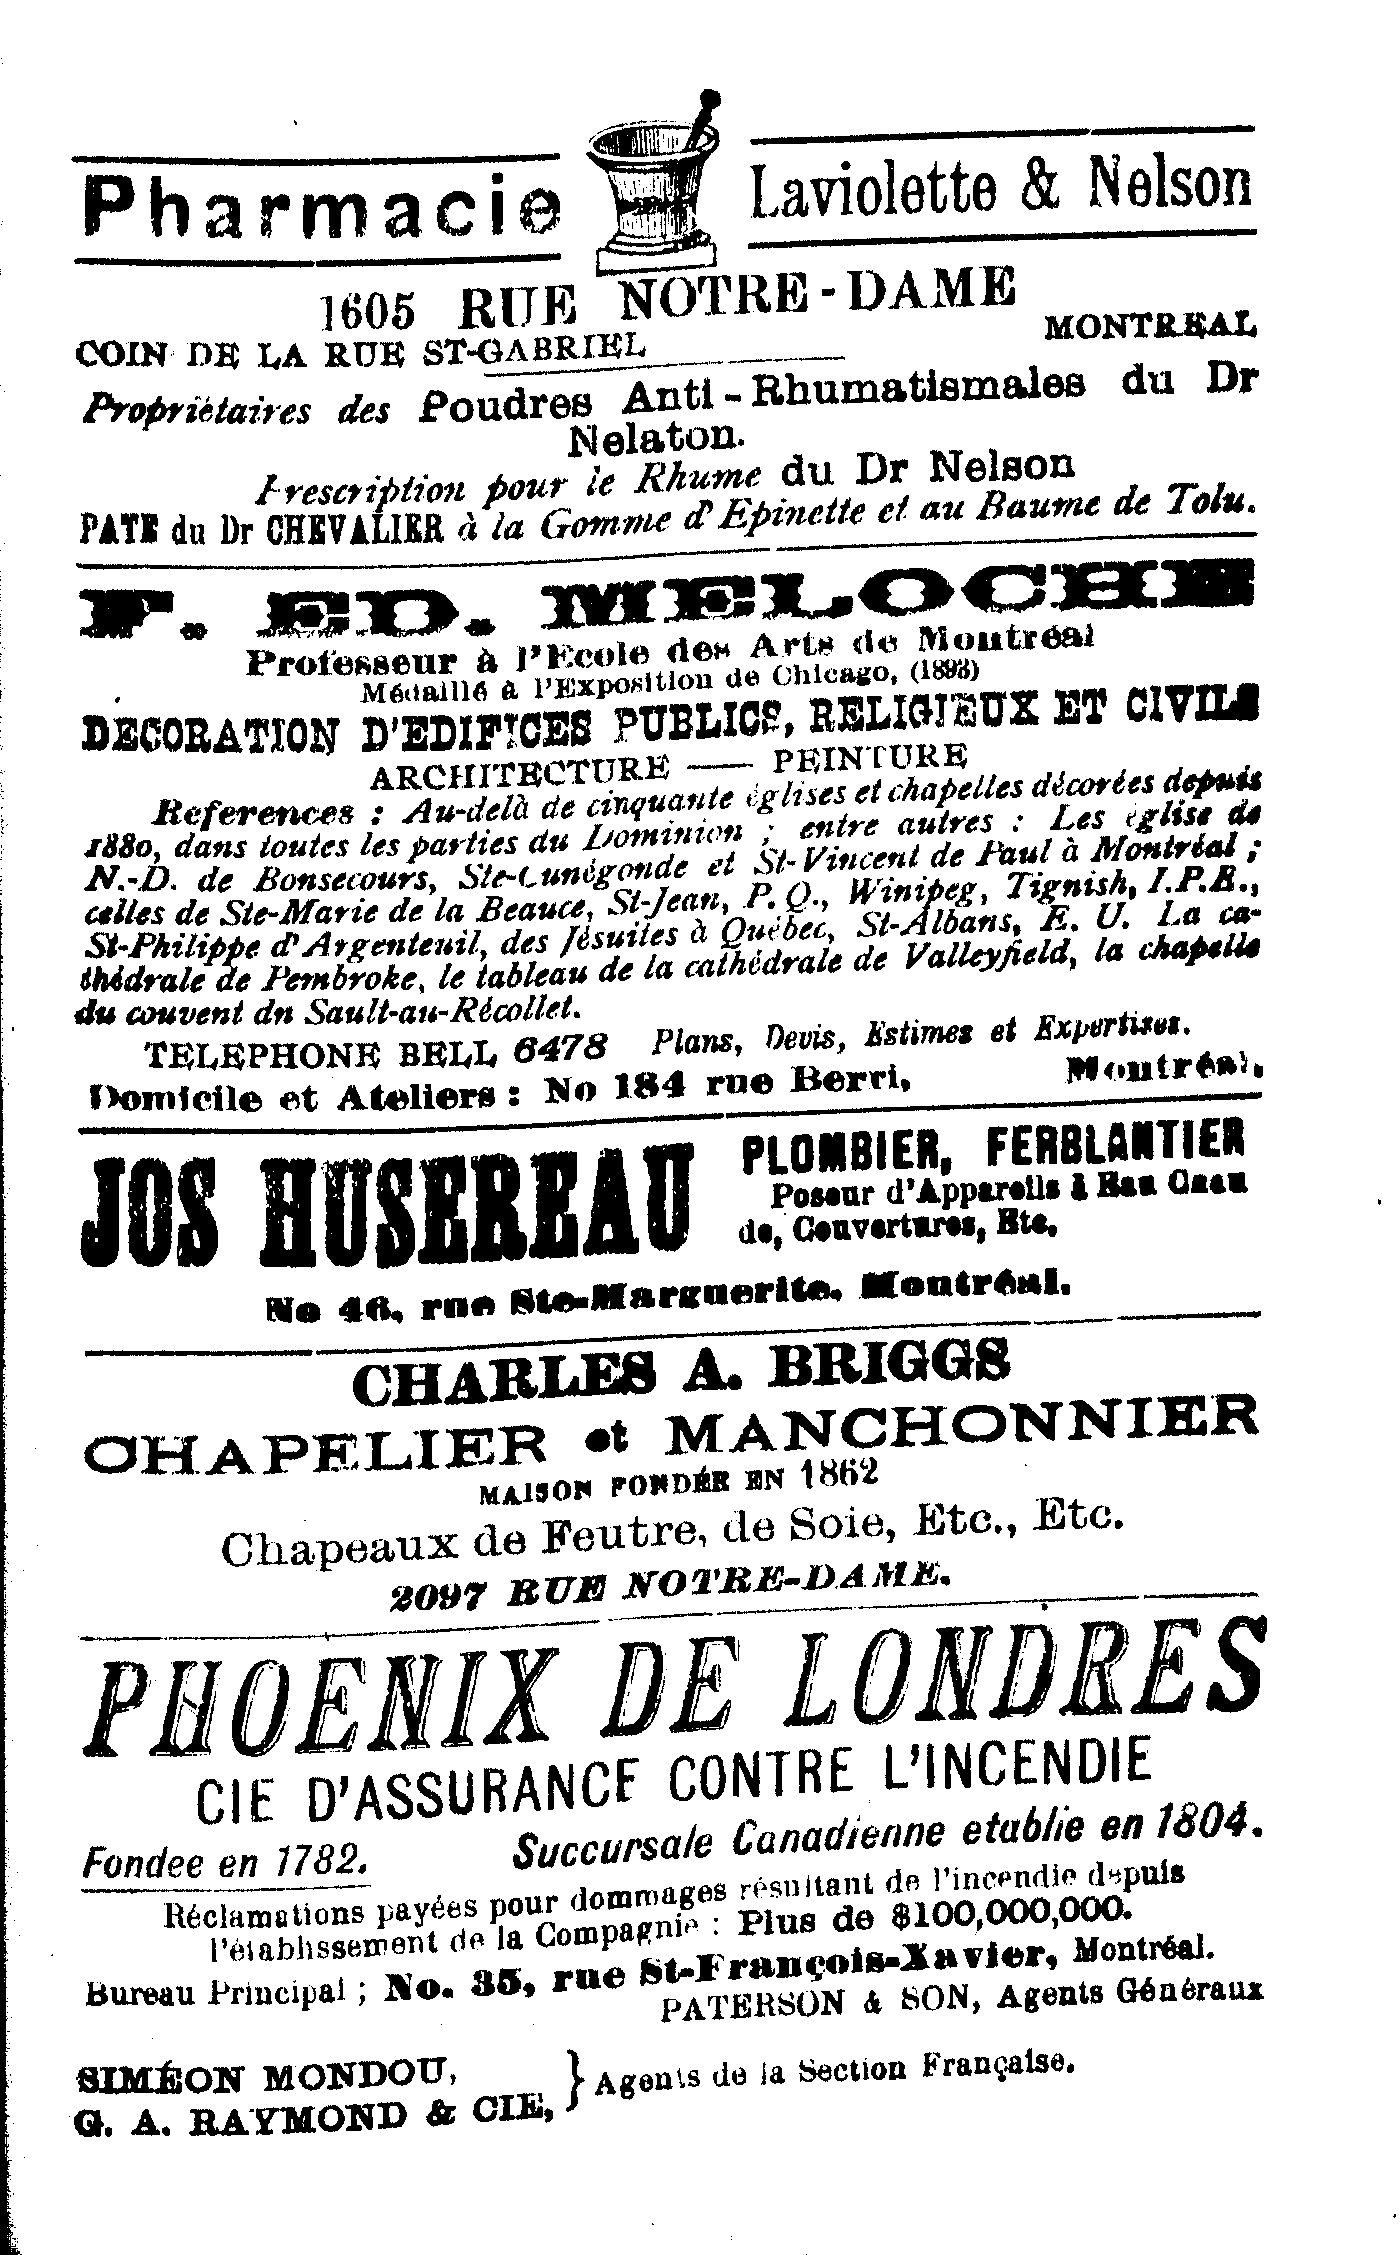 Pharmacie Laviolette & Nelson
1605 RUE NOTRE-DAME
COIN DE LA RUE ST-GABRIEL MONTREAL
Propriétaires des Poudres Anti-Rhumatismales du Dr
Nelaton.
Prescription pour le Rhume du Dr Nelson
PATE du Dr CHEVALIER à la Gomme d'Epinette et au Baume de Tolu.
F. ED. MELOCHE
Professeur à l'Ecole des Arts de Montréal
Médaillé à l'Exposition de Chicago, (1893)
DECORATION D'EDIFICES PUBLICS, RELIGIEUX ET CIVILS
ARCHITECTURE — PEINTURE
References : Au-delà de cinquante églises et chapelles décorées depuis
1880, dans toutes les parties du Dominion ; entre autres : Les église de
N.-D. de Bonsecours, Ste-Cunégonde et St-Vincent de Paul à Montréal ;
celles de Ste-Marie de la Beauce, St-Jean, P. Q., Winipeg, Tignish, I.P.E.,
St-Philippe d'Argenteuil, des Jésuites à Québec, St-Albans, E. U. La ca-
thédrale de Pembroke, le tableau de la cathédrale de Valleyfield, la chapelle
du couvent dn Sault-au-Récollet.
TELEPHONE BELL 6478 Plans, Devis, Estimes et Expertises.
Domicile et Ateliers : No 184 rue Berri, Montréal.
JOS HUSEREAU PLOMBIER, FERBLANTIER
Poseur d'Appareils à Eau Chau
de, Couvertures, Etc,
No 46, rue Ste-Marguerite, Montréal.
CHARLES A. BRIGGS
CHAPELIER et MANCHONNIER
MAISON FONDÉE EN 1862
Chapeaux de Feutre, de Soie, Etc., Etc.
2097 RUE NOTRE-DAME.
PHOENIX DE LONDRES
CIE D'ASSURANCE CONTRE L'INCENDIE
Fondee en 1782. Succursale Canadienne etablie en 1804.
Réclamations payées pour dommages résultant de l'incendie depuis
l'établissement de la Compagnie : Plus de $100,000,000.
Bureau Principal ; No. 35, rue St-François-Xavier, Montréal.
PATERSON & SON, Agents Généraux
SIMÉON MONDOU,
G. A. RAYMOND & CIE, } Agents de la Section Française.